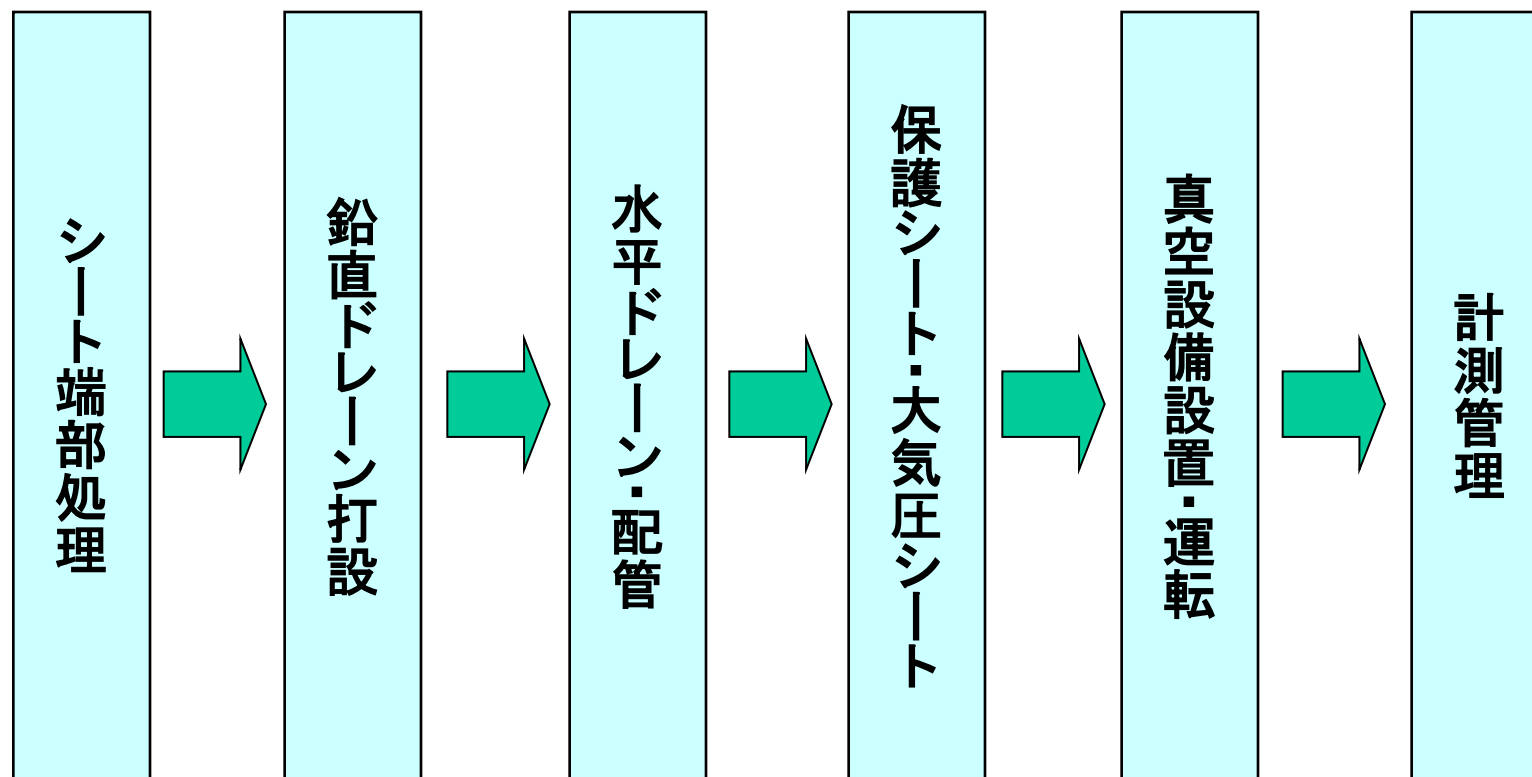 シート端部処理
鉛直ドレーン打設
水平ドレーン・配管
保護シート・大気圧シート
真空設備設置・運転
計測管理